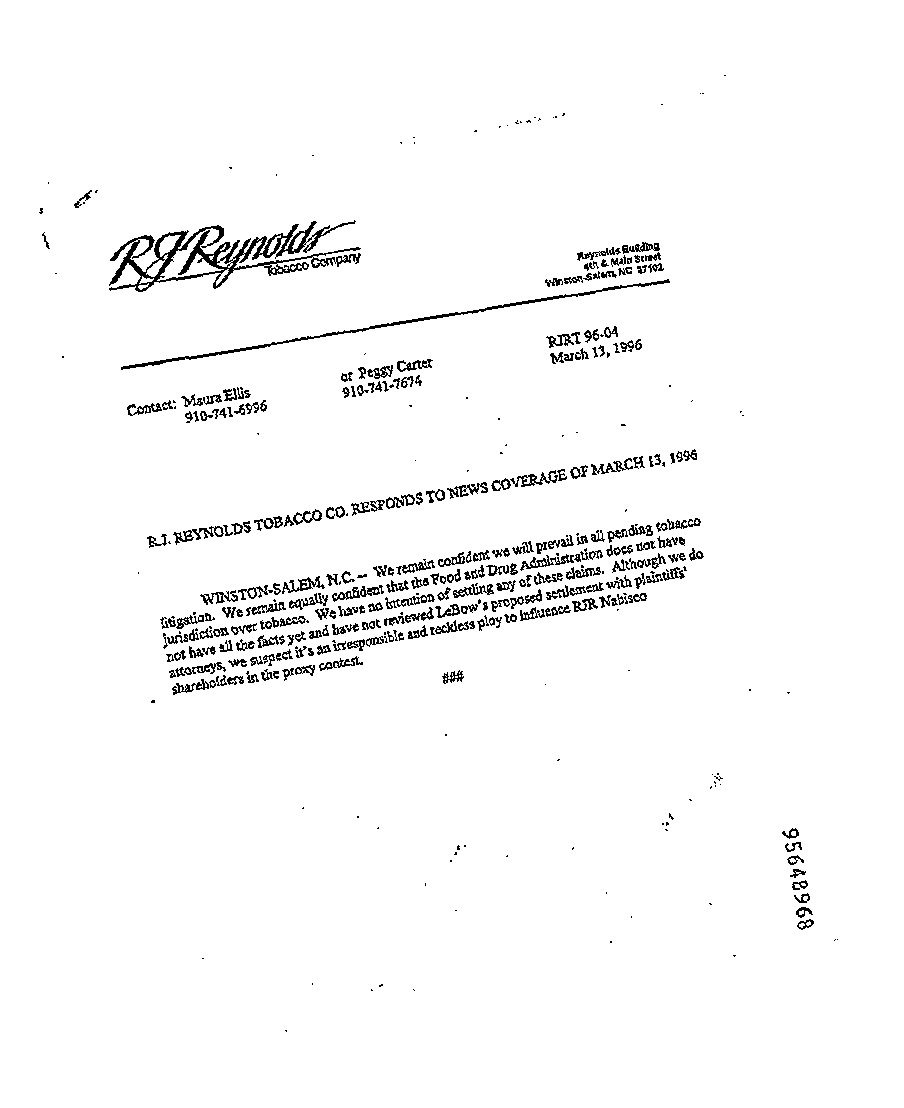 RJReynolds
Tobacco Company
Reynolds Building
4th & Main Street
Winston-Salem, NC 27102
RJRT 96-04
March 13, 1996
Contact: Maura Ellis
910-741-6996
or Peggy Carter
910-741-7674
R.J. REYNOLDS TOBACCO CO. RESPONDS TO NEWS COVERAGE OF MARCH 13, 1996
WINSTON-SALEM, N.C. -- We remain confident we will prevail in all pending tobacco
litigation. We remain equally confident that the Food and Drug Administration does not have
jurisdiction over tobacco. We have no intention of settling any of these claims. Although we do
not have all the facts yet and have not reviewed LeBow's proposed settlement with plaintiffs'
attorneys, we suspect it's an irresponsible and reckless ploy to influence RJR Nabisco
shareholders in the proxy contest.
###
95648968